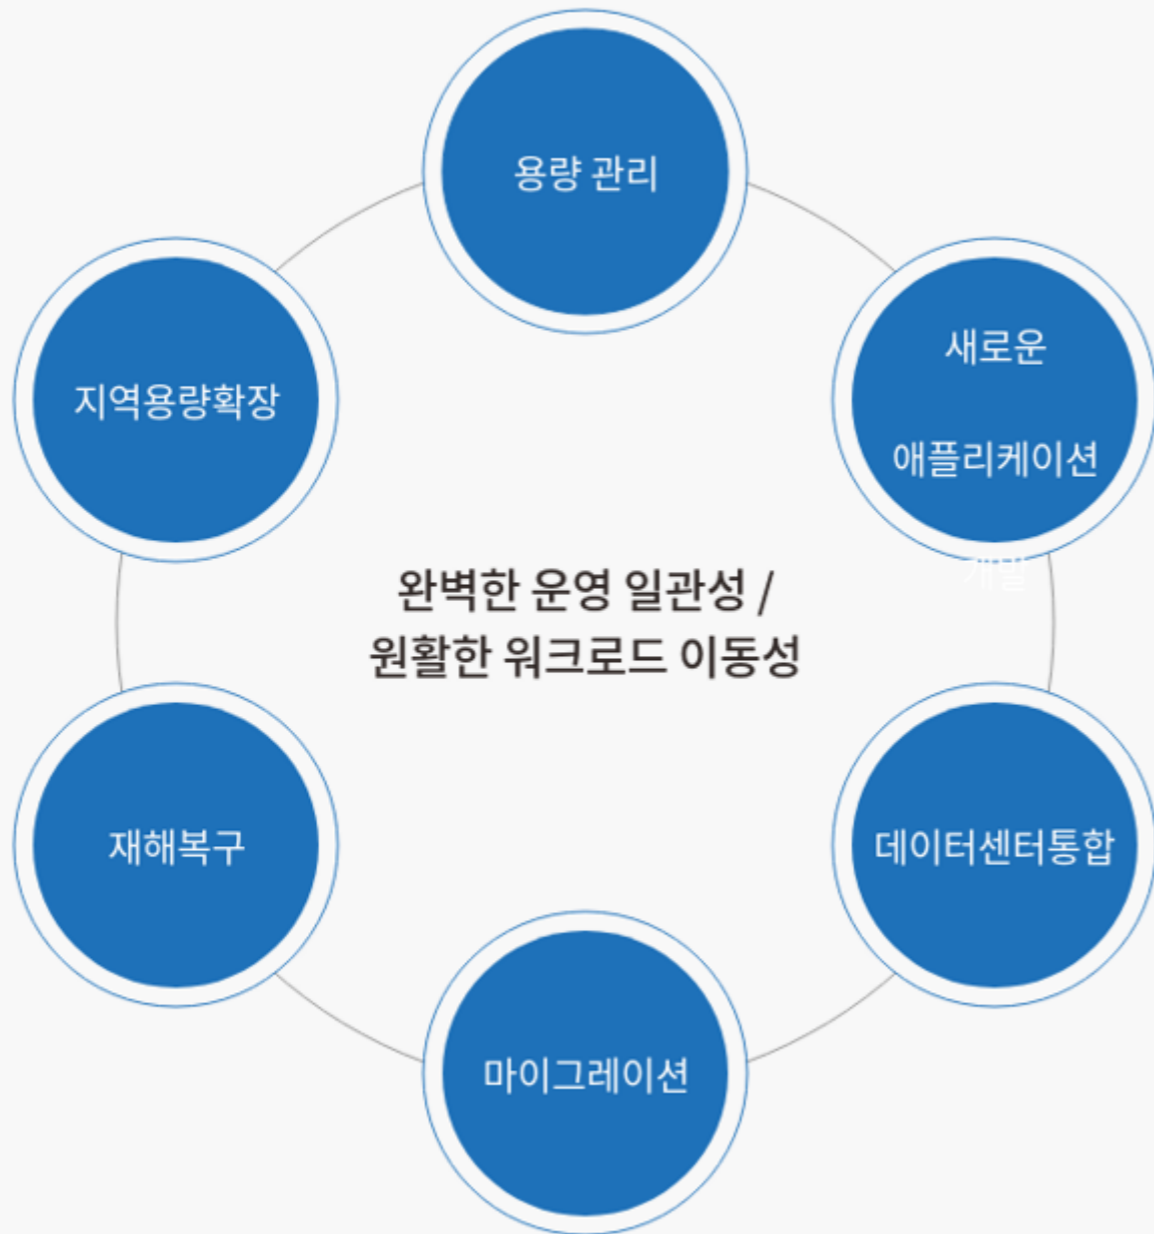 용량 관리
새로운
애플리케이션
개발
지역용량확장
완벽한 운영 일관성 /
원활한 워크로드 이동성
재해복구
데이터센터통합
마이그레이션